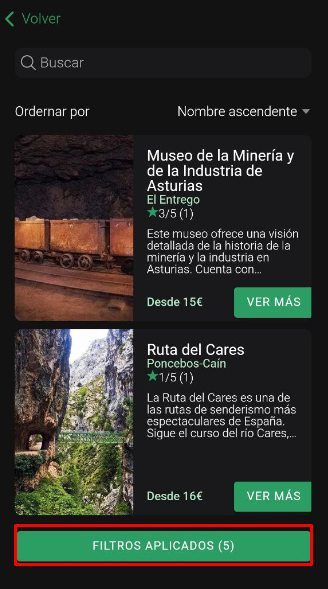 Volver
Buscar
Ordernar por
Nombre ascendente
Museo de la Minería y
de la Industria de
Asturias
El Entrego
3/5 (1)
Este museo ofrece una visión
detallada de la historia de la
minería y la industria en
Asturias. Cuenta con...
Desde 15€
VER MÁS
Ruta del Cares
Poncebos-Caín
1/5 (1)
La Ruta del Cares es una de
las rutas de senderismo más
espectaculares de España.
Sigue el curso del río Cares,...
Desde 16€
VER MÁS
FILTROS APLICADOS (5)